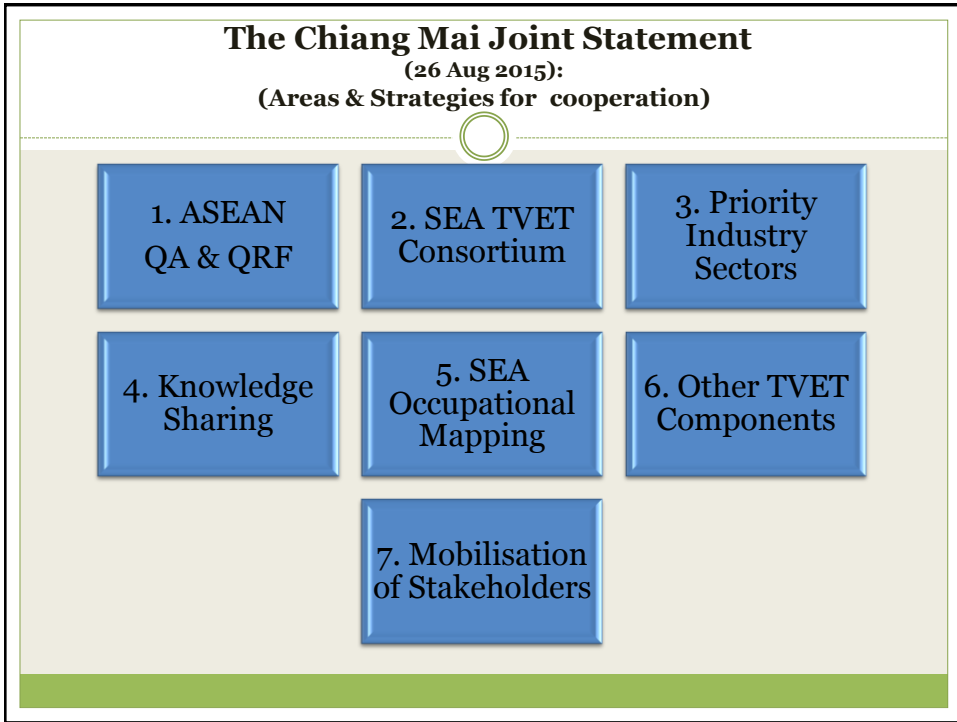 The Chiang Mai Joint Statement
(26 Aug 2015):
(Areas & Strategies for cooperation)
1. ASEAN
QA & QRF
2. SEA TVET
Consortium
3. Priority
Industry
Sectors
4. Knowledge
Sharing
5. SEA
Occupational
Mapping
6. Other TVET
Components
7. Mobilisation
of Stakeholders